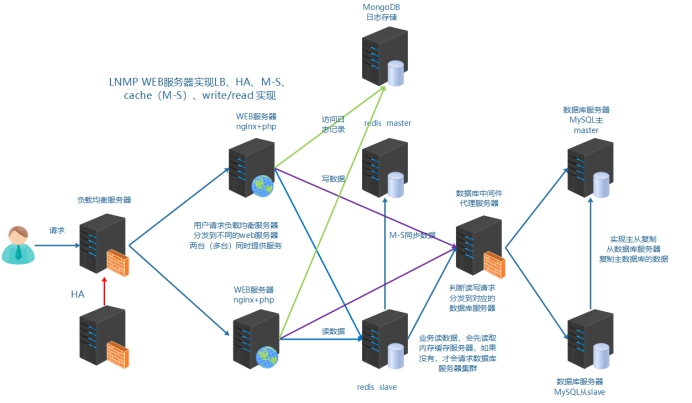 MongoDB
日志存储
LNMP WEB服务器实现LB、HA、M-S、
cache（M-S）、write/read 实现
WEB服务器
nginx+php
访问日
志记录
redis master
数据库服务器
MySQL主
master
负载均衡服务器
写数据
数据库中间件
代理服务器
请求
用户请求负载均衡服务器
分发到不同的web服务器
两台（多台）同时提供服务
M-S同步数据
实现主从复制
从数据库服务器
复制主数据库的数据
HA
WEB服务器
nginx+php
判断读写请求
分发到对应的
数据库服务器
读数据
业务读数据，会先读取
内存缓存服务器，如果
没有，才会请求数据库
服务器集群
redis slave
数据库服务器
MySQL从slave